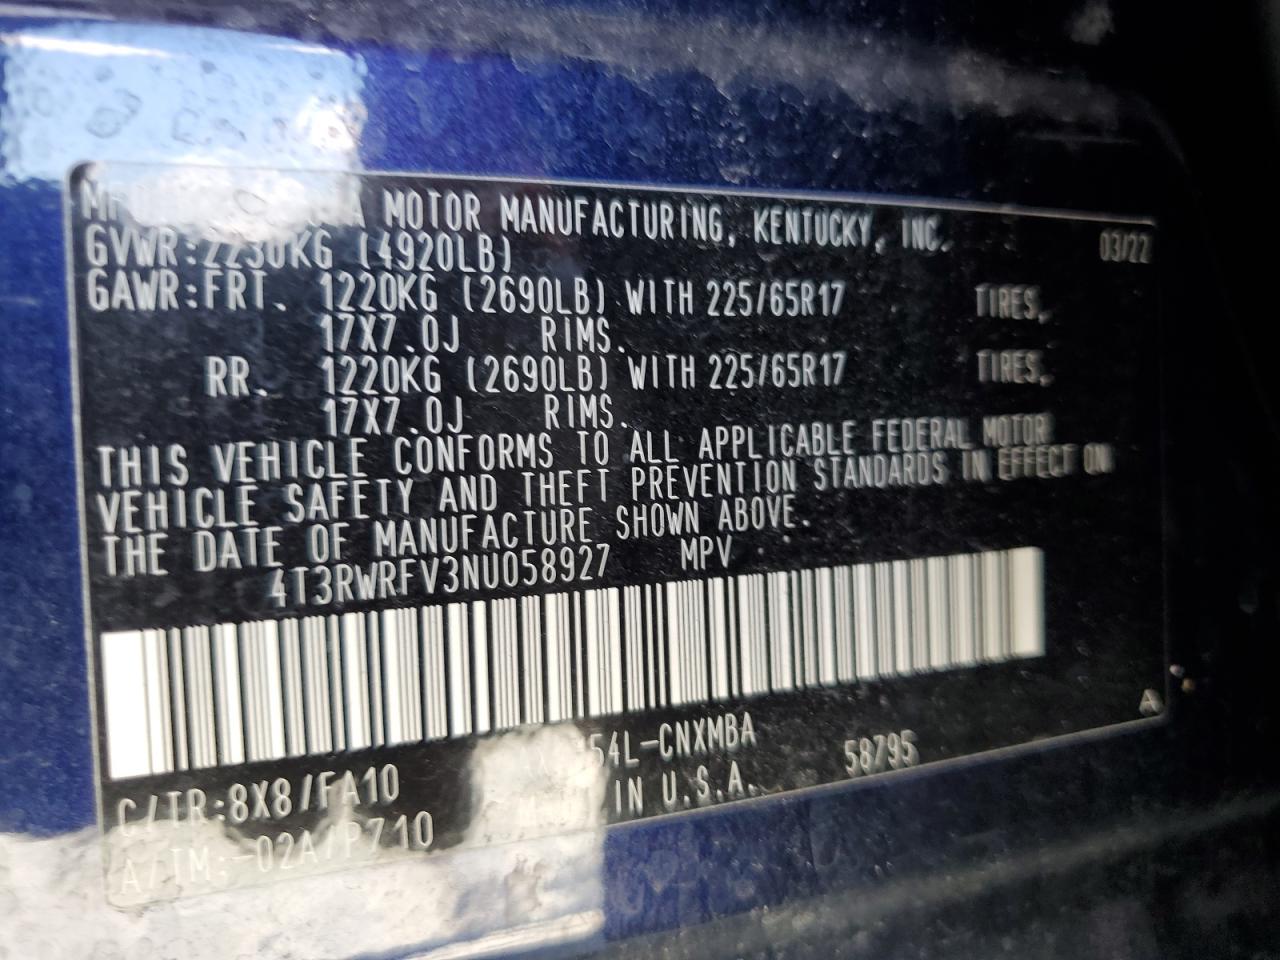 MOTOR MANUFACTURING, KENTUCKY, INC. 03/22
GVWR:2230KG (4920LB)
GAWR:FRT. 1220KG (2690LB) WITH 225/65R17 TIRES,
17X7.0J RIMS.
RR. 1220KG (2690LB) WITH 225/65R17 TIRES,
17X7.0J RIMS.
THIS VEHICLE CONFORMS TO ALL APPLICABLE FEDERAL MOTOR
VEHICLE SAFETY AND THEFT PREVENTION STANDARDS IN EFFECT ON
THE DATE OF MANUFACTURE SHOWN ABOVE.
4T3RWRFV3NU058927 MPV
A
C/TR:8X8/FA10 54L-CNXMBA 58795
A/TM:-02A/P710 IN U.S.A.